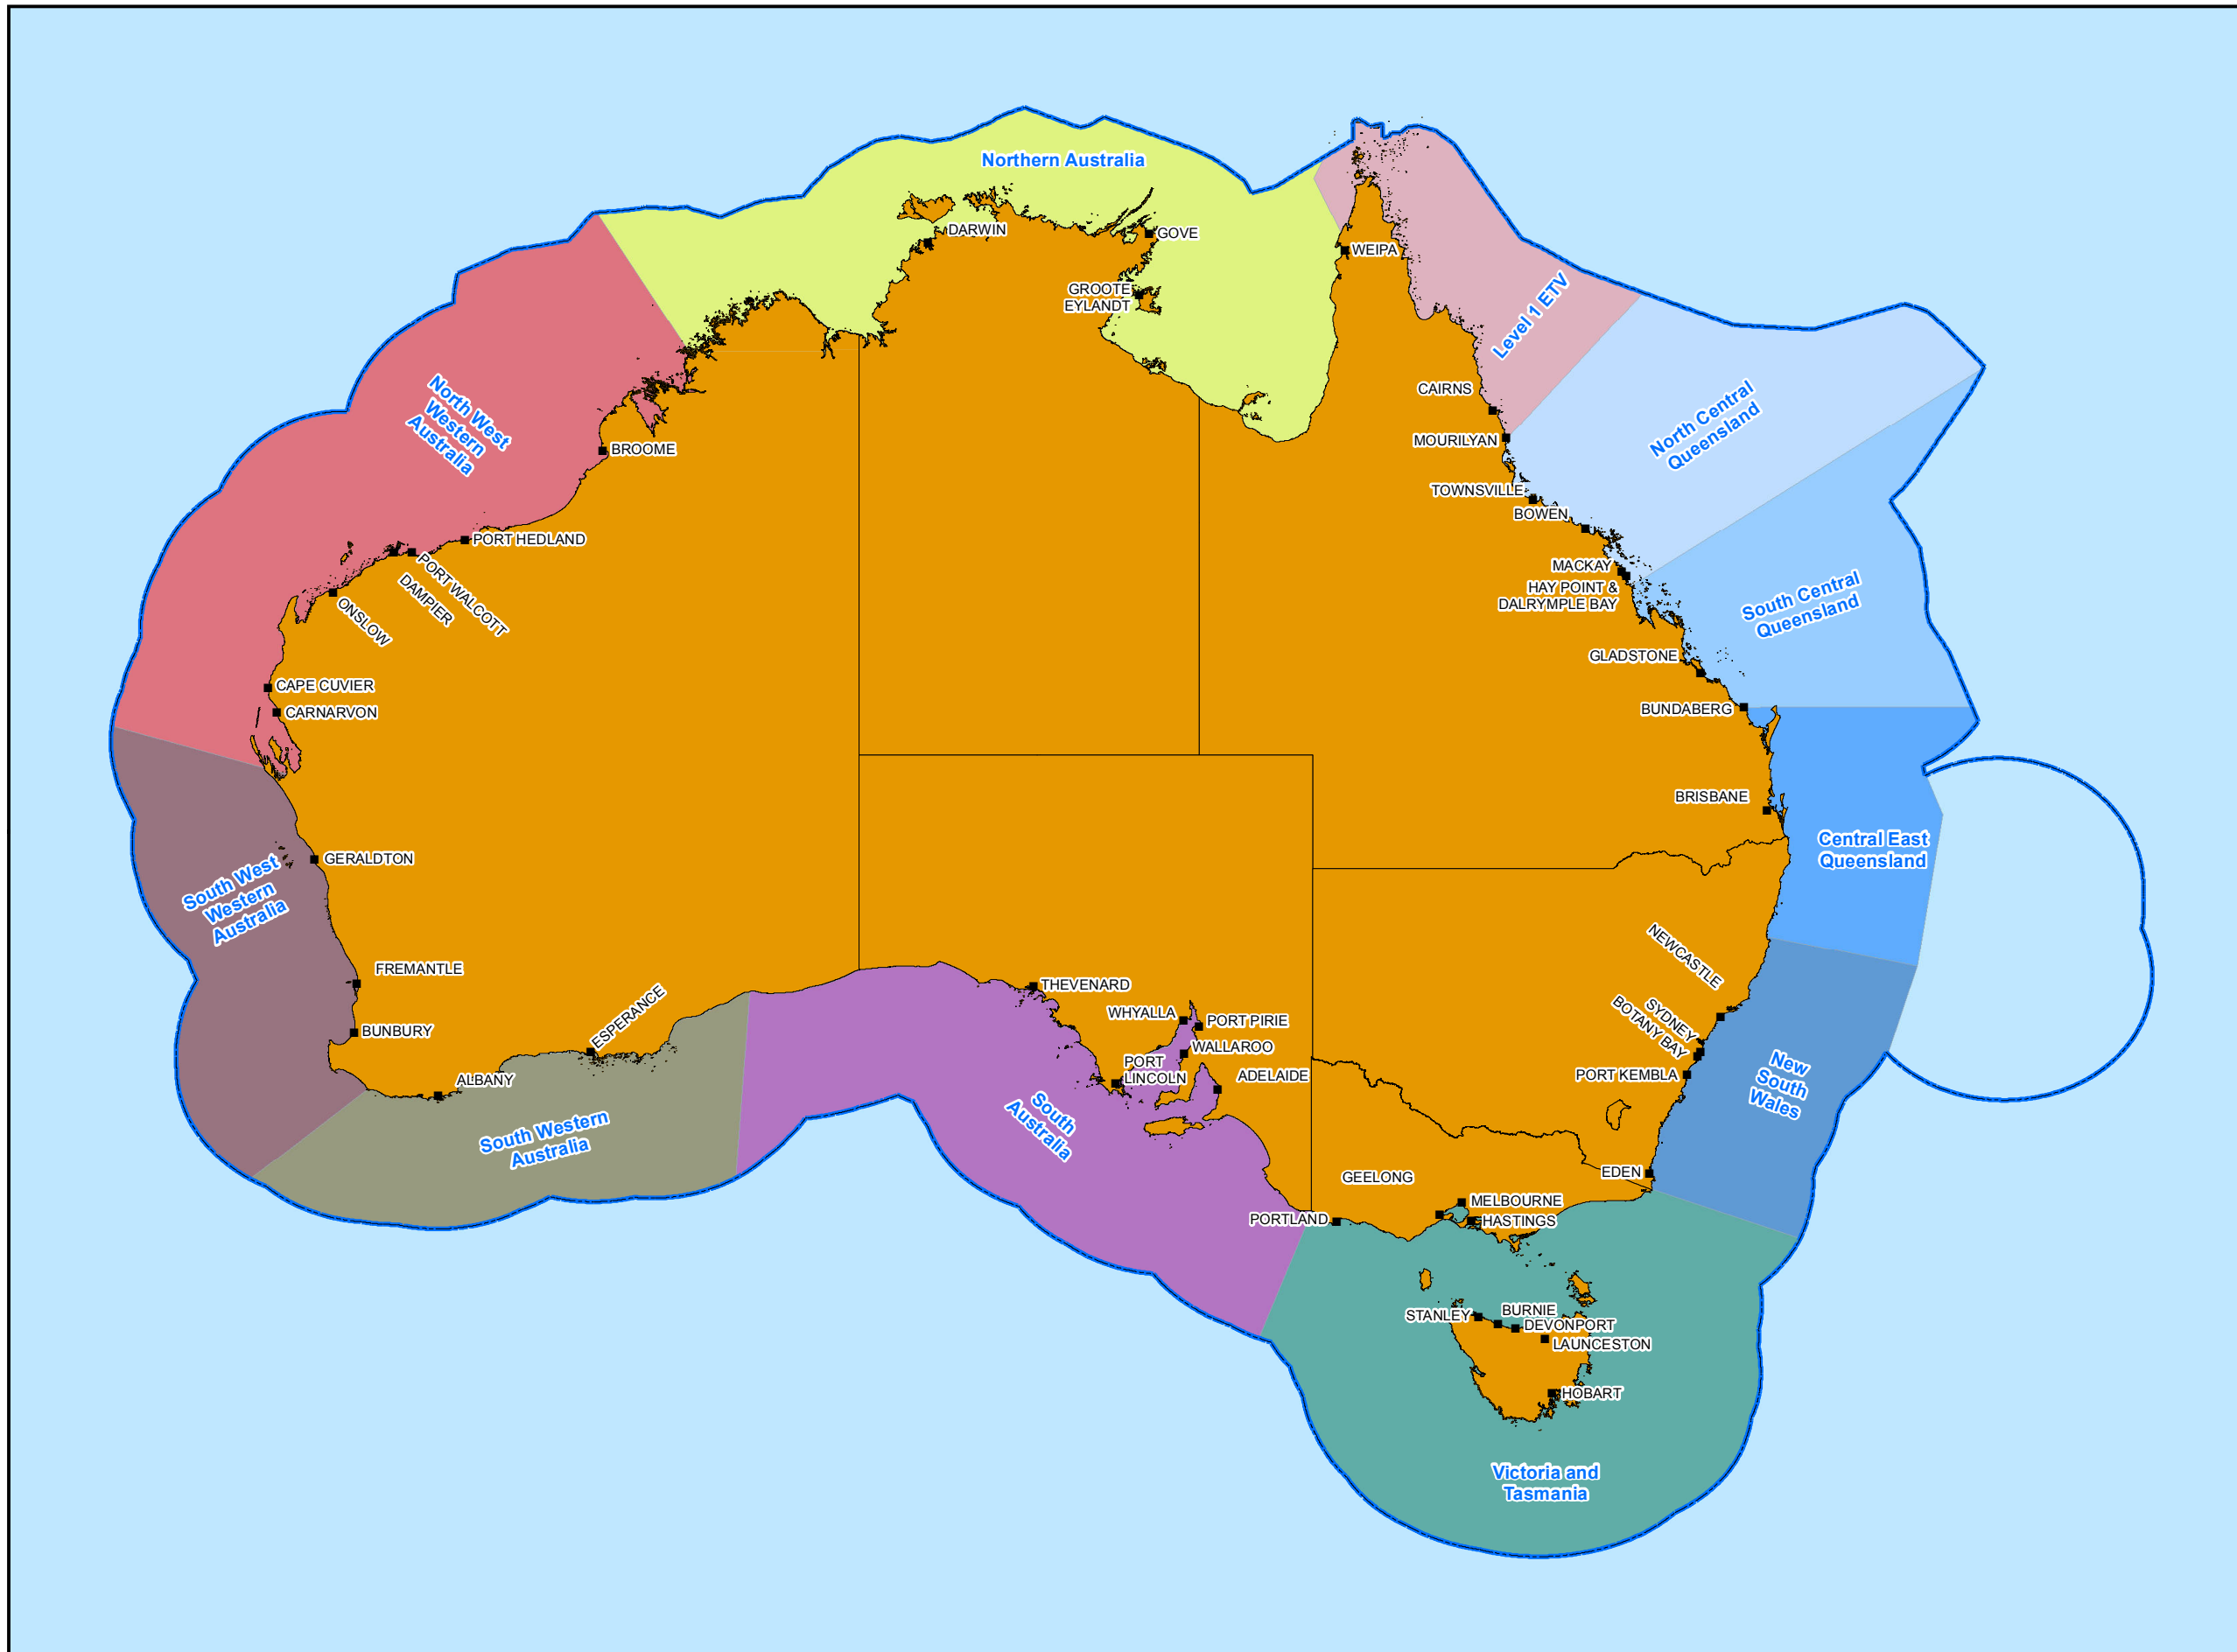 Northern Australia
DARWIN
GOVE
WEIPA
GROOTE
EYLANDT
Level 1 ETV
North West
Western
Australia
BROOME
CAIRNS
MOURILYAN
North Central
Queensland
TOWNSVILLE
BOWEN
PORT HEDLAND
PORT WALCOTT
DAMPIER
ONSLOW
MACKAY
HAY POINT &
DALRYMPLE BAY
South Central
Queensland
GLADSTONE
CAPE CUVIER
CARNARVON
BUNDABERG
BRISBANE
Central East
Queensland
GERALDTON
South West
Western
Australia
NEWCASTLE
FREMANTLE
THEVENARD
ESPERANCE
WHYALLA
PORT PIRIE
SYDNEY
BOTANY BAY
BUNBURY
WALLAROO
PORT
LINCOLN
ADELAIDE
PORT KEMBLA
New
South
Wales
ALBANY
South Western
Australia
South
Australia
GEELONG
EDEN
MELBOURNE
PORTLAND
HASTINGS
STANLEY
BURNIE
DEVONPORT
LAUNCESTON
HOBART
Victoria and
Tasmania